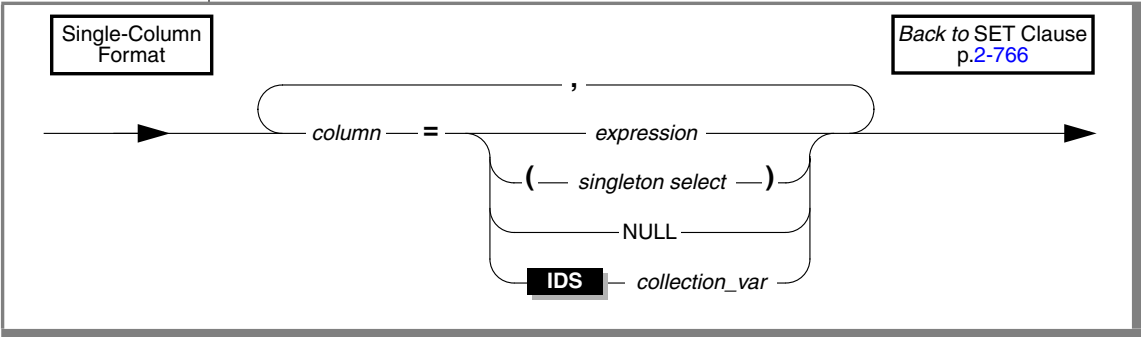 Single-Column
Format
Back to SET Clause
p.2-766
,
column = expression
( singleton select )
NULL
IDS collection_var